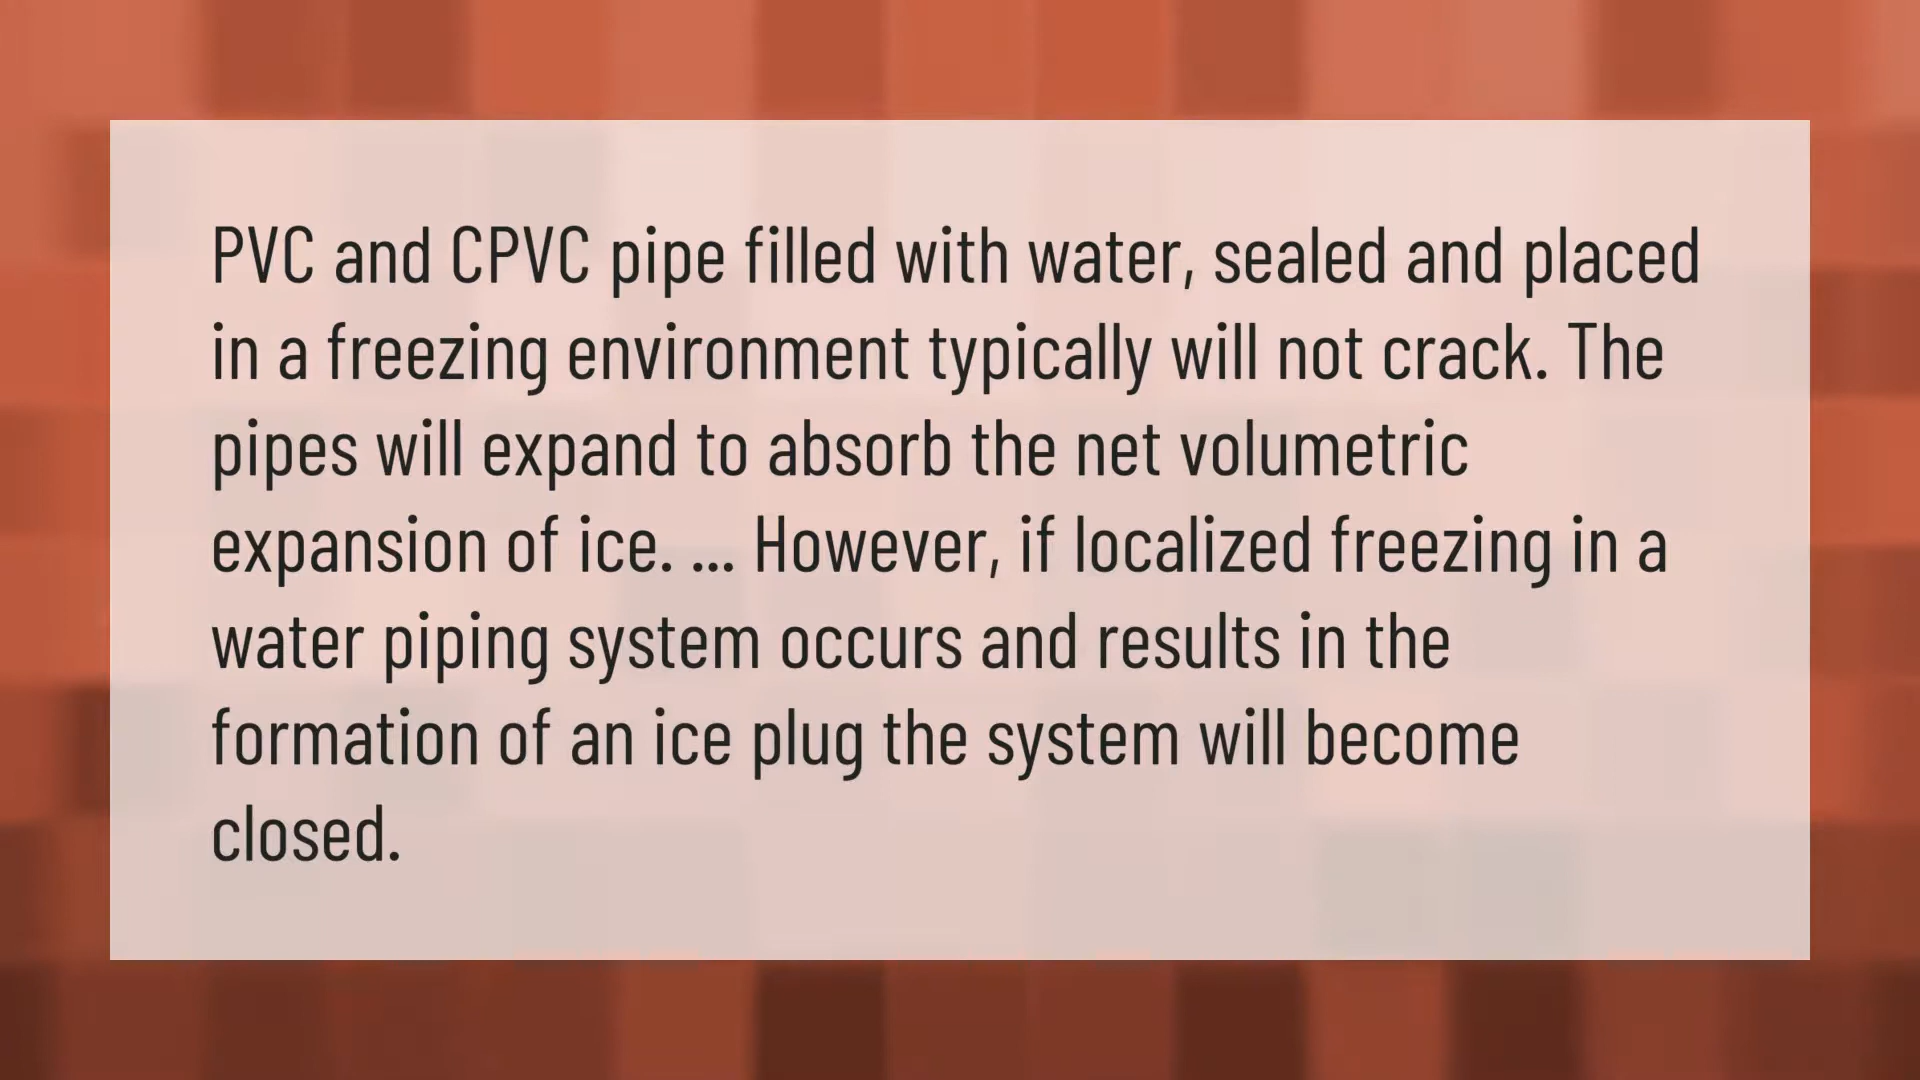 PVC and CPVC pipe filled with water, sealed and placed
in a freezing environment typically will not crack. The
pipes will expand to absorb the net volumetric
expansion of ice. ... However, if localized freezing in a
water piping system occurs and results in the
formation of an ice plug the system will become
closed.